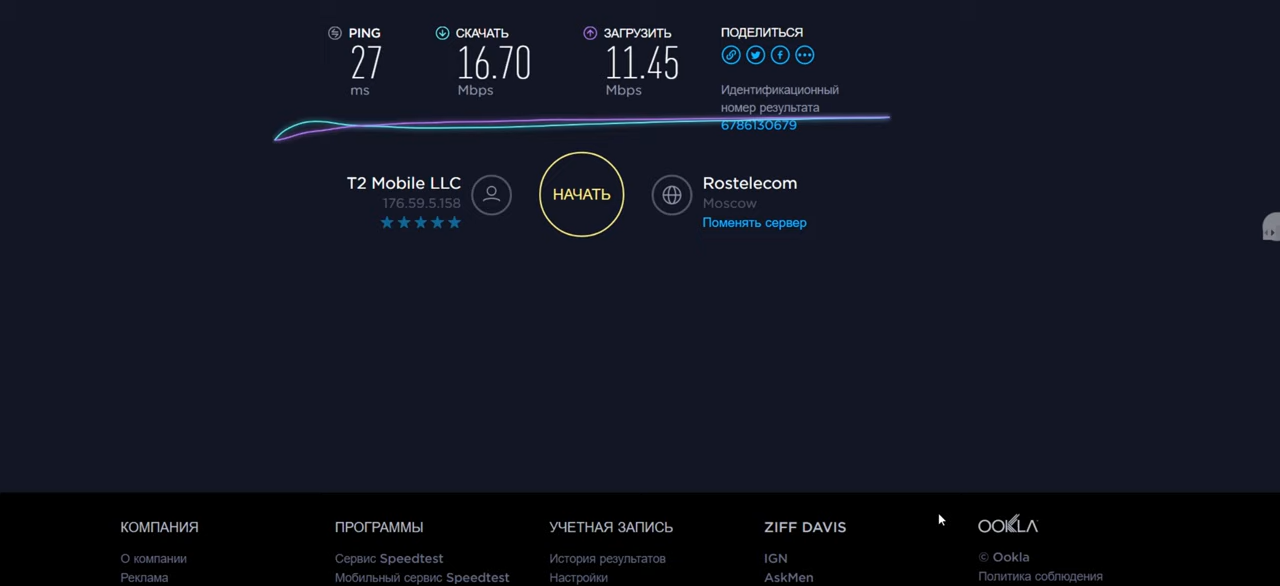 PING
27
ms
СКАЧАТЬ
16.70
Mbps
ЗАГРУЗИТЬ
11.45
Mbps
ПОДЕЛИТЬСЯ
Идентификационный
номер результата
6786130679
T2 Mobile LLC
176.59.5.158
НАЧАТЬ
Rostelecom
Moscow
Поменять сервер
КОМПАНИЯ
О компании
Реклама
ПРОГРАММЫ
Сервис Speedtest
Мобильный сервис Speedtest
УЧЕТНАЯ ЗАПИСЬ
История результатов
Настройки
ZIFF DAVIS
IGN
AskMen
OOKLA
© Ookla
Политика соблюдения